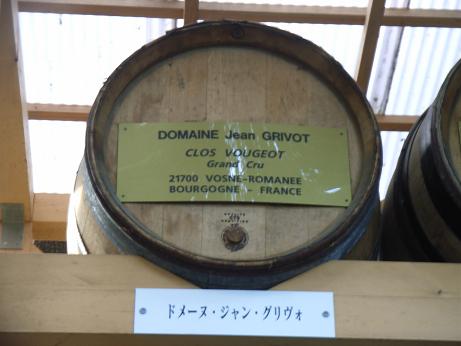 DOMAINE Jean GRIVOT
CLOS VOUGEOT
Grand Cru
21700 VOSNE-ROMANEE
BOURGOGNE - FRANCE
ドメーヌ・ジャン・グリヴォ